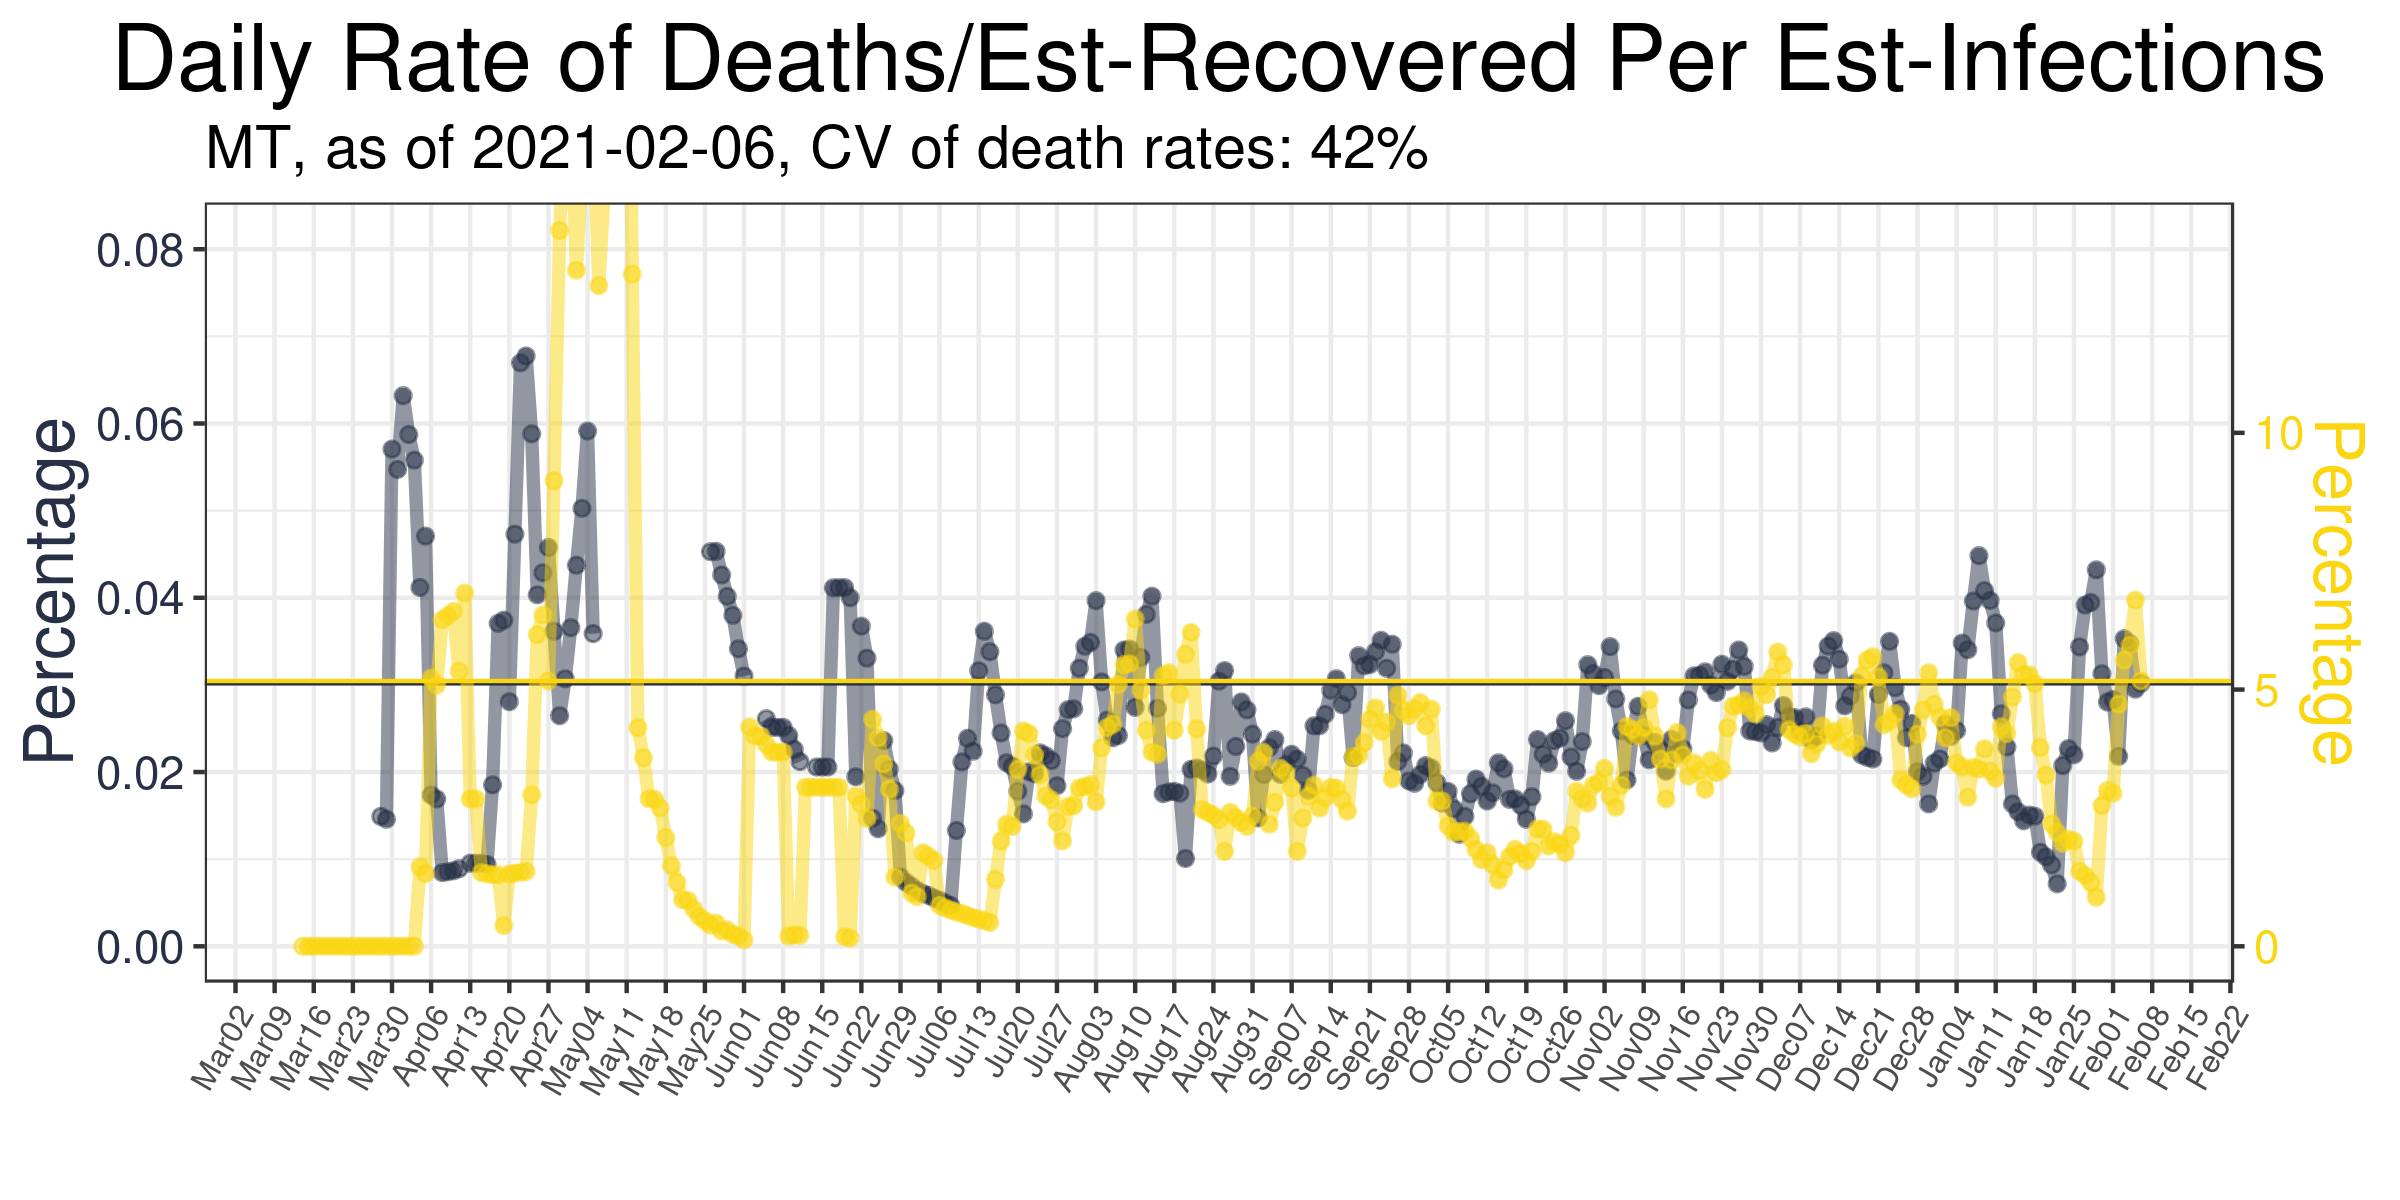 Daily Rate of Deaths/Est-Recovered Per Est-Infections
MT, as of 2021-02-06, CV of death rates: 42%
Percentage
0.08
0.06
0.04
0.02
0.00
10
5
0
Percentage
Mar02
Mar09
Mar16
Mar23
Mar30
Apr06
Apr13
Apr20
Apr27
May04
May11
May18
May25
Jun01
Jun08
Jun15
Jun22
Jun29
Jul06
Jul13
Jul20
Jul27
Aug03
Aug10
Aug17
Aug24
Aug31
Sep07
Sep14
Sep21
Sep28
Oct05
Oct12
Oct19
Oct26
Nov02
Nov09
Nov16
Nov23
Nov30
Dec07
Dec14
Dec21
Dec28
Jan04
Jan11
Jan18
Jan25
Feb01
Feb08
Feb15
Feb22